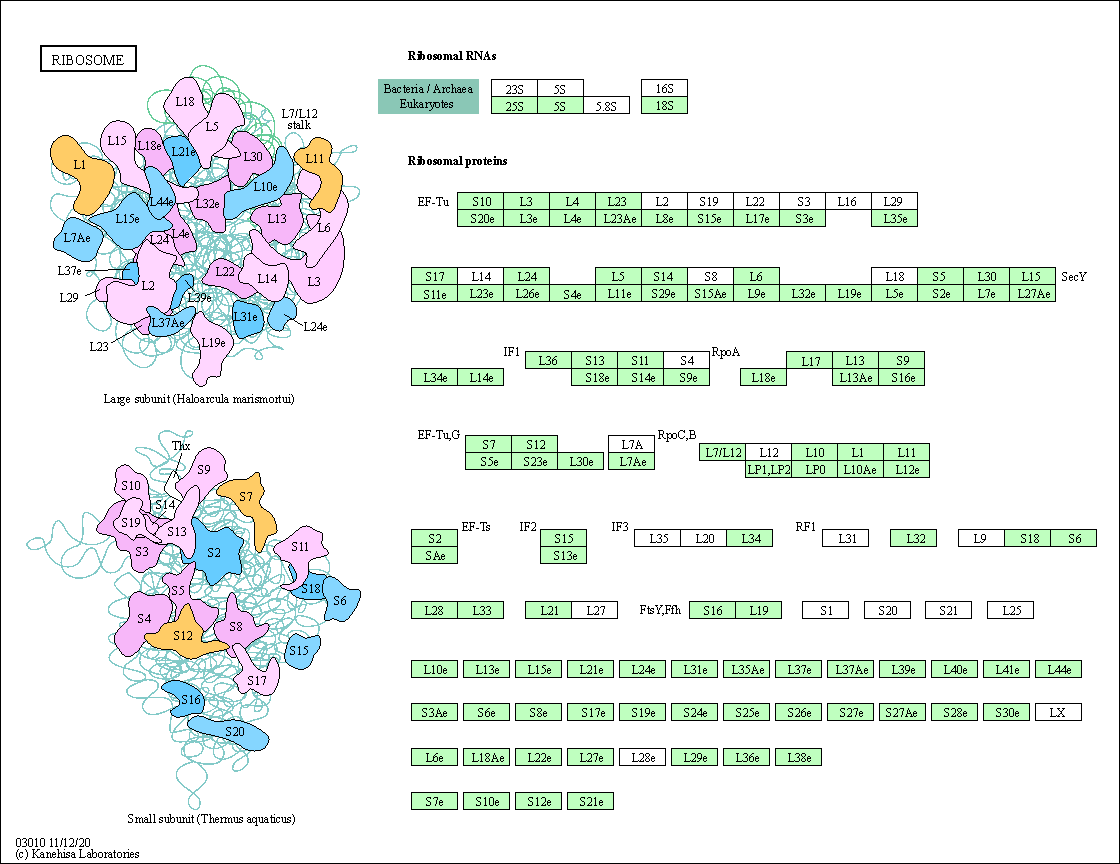 RIBOSOME
L18
L5
L7/L12
stalk
L15
L18e
L21e
L30
L11
L1
L10e
L44e
L32e
L15e
L13
L6
L7Ae
L24
L4e
L37e
L22
L14
L3
L2
L29
L39e
L37Ae
L31e
L24e
L23
L19e
Large subunit (Haloarcula marismortui)
Thx
S9
S10
S7
S14
S19
S13
S3
S2
S11
S5
S18
S6
S4
S12
S8
S15
S17
S16
S20
Small subunit (Thermus aquaticus)
03010 11/12/20
(c) Kanehisa Laboratories
Ribosomal RNAs
Bacteria / Archaea 23S 5S 16S
Eukaryotes 25S 5S 5.8S 18S
Ribosomal proteins
EF-Tu S10 L3 L4 L23 L2 S19 L22 S3 L16 L29
S20e L3e L4e L23Ae L8e S15e L17e S3e L35e
S17 L14 L24 L5 S14 S8 L6 L18 S5 L30 L15 SecY
S11e L23e L26e S4e L11e S29e S15Ae L9e L32e L19e L5e S2e L7e L27Ae
IF1 L36 S13 S11 S4 RpoA L17 L13 S9
L34e L14e S18e S14e S9e L18e L13Ae S16e
EF-Tu,G S7 S12 L7A RpoC,B L7/L12 L12 L10 L1 L11
S5e S23e L30e L7Ae LP1,LP2 LP0 L10Ae L12e
S2 EF-Ts IF2 S15 IF3 L35 L20 L34 RF1 L31 L32 L9 S18 S6
SAe S13e
L28 L33 L21 L27 FtsY,Ffh S16 L19 S1 S20 S21 L25
L10e L13e L15e L21e L24e L31e L35Ae L37e L37Ae L39e L40e L41e L44e
S3Ae S6e S8e S17e S19e S24e S25e S26e S27e S27Ae S28e S30e LX
L6e L18Ae L22e L27e L28e L29e L36e L38e
S7e S10e S12e S21e